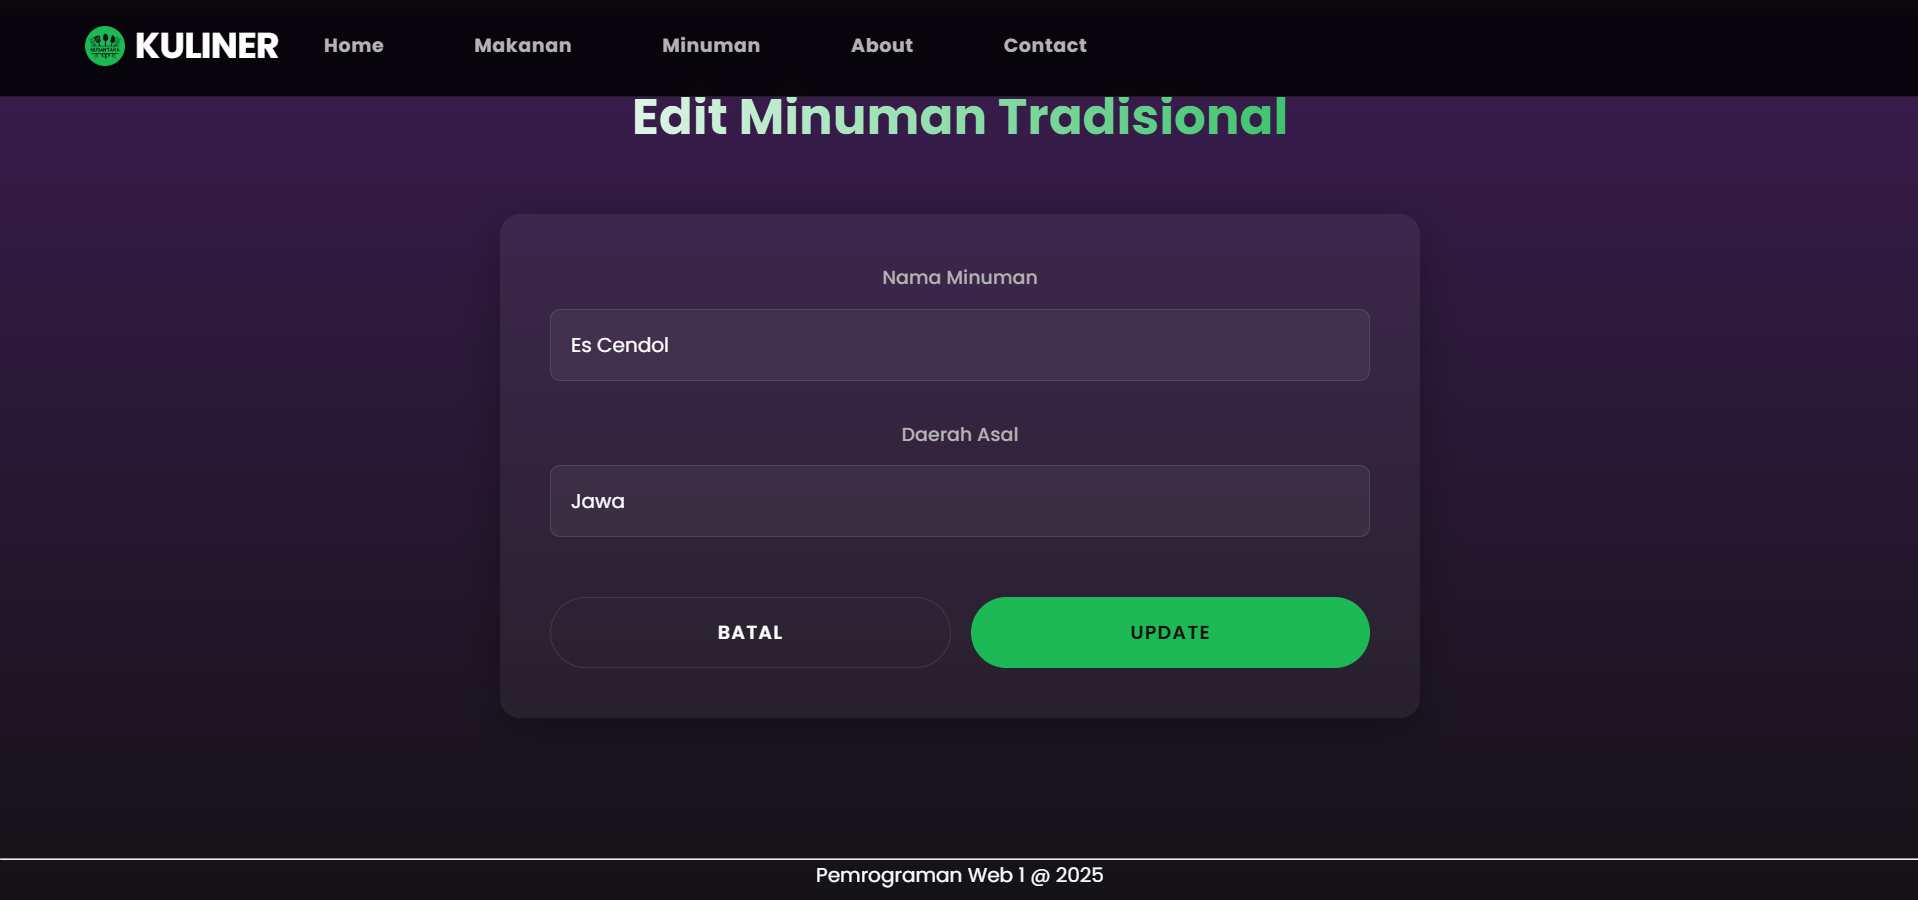 NUSANTARA
KULINER
Home
Makanan
Minuman
About
Contact
Edit Minuman Tradisional
Nama Minuman
Es Cendol
Daerah Asal
Jawa
BATAL
UPDATE
Pemrograman Web 1 @ 2025